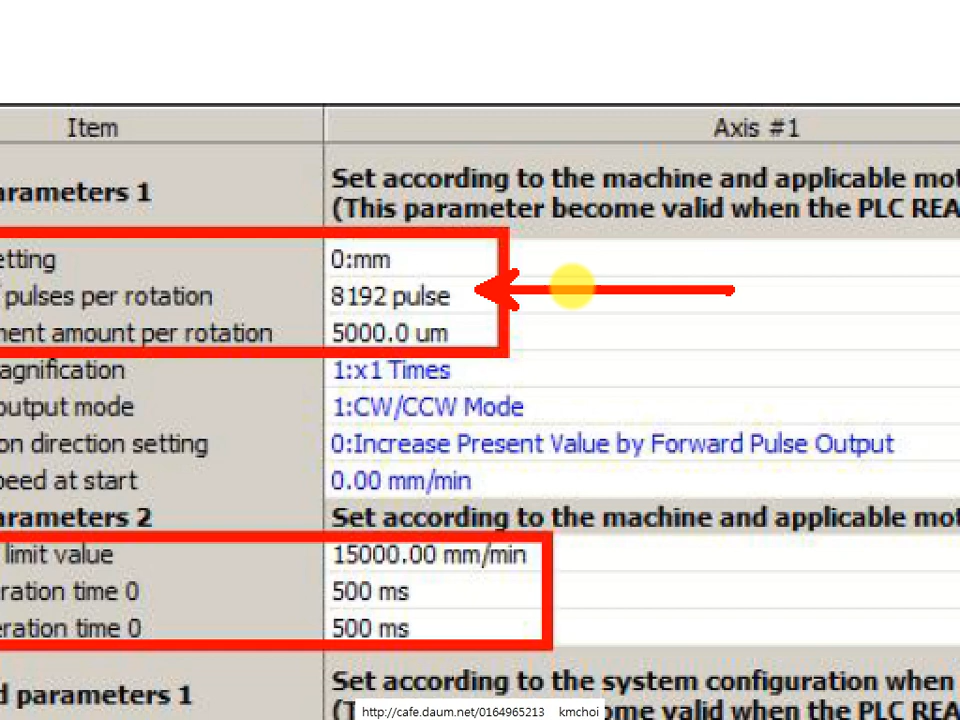 Item Axis #1
arameters 1 Set according to the machine and applicable mot
(This parameter become valid when the PLC REA
etting 0:mm
pulses per rotation 8192 pulse
nent amount per rotation 5000.0 um
agnification 1:x1 Times
output mode 1:CW/CCW Mode
on direction setting 0:Increase Present Value by Forward Pulse Output
peed at start 0.00 mm/min
arameters 2 Set according to the machine and applicable mot
limit value 15000.00 mm/min
ration time 0 500 ms
eration time 0 500 ms
d parameters 1 Set according to the system configuration when
(T ome valid when the PLC REA
http://cafe.daum.net/0164965213 kmchoi